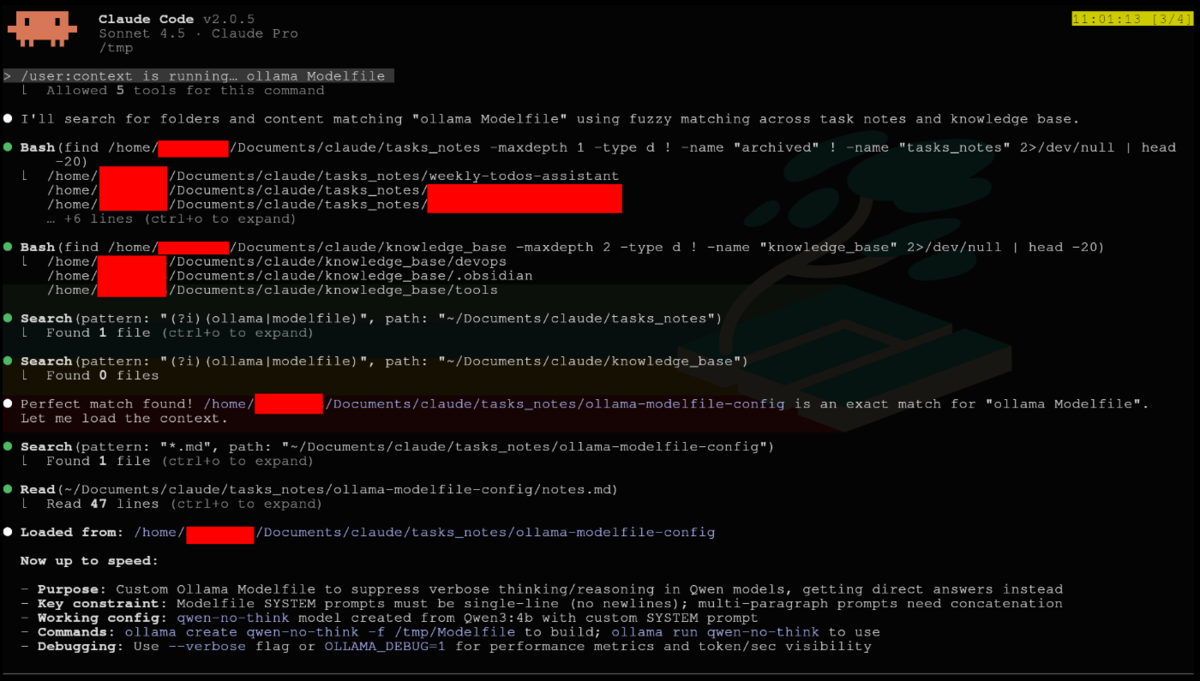 Claude Code v2.0.5
11:01:13 [3/4]
Sonnet 4.5 · Claude Pro
/tmp
> /user:context is running… ollama Modelfile
⎿ Allowed 5 tools for this command
● I'll search for folders and content matching "ollama Modelfile" using fuzzy matching across task notes and knowledge base.
● Bash(find /home/ /Documents/claude/tasks_notes -maxdepth 1 -type d ! -name "archived" ! -name "tasks_notes" 2>/dev/null | head
-20)
⎿ /home/ /Documents/claude/tasks_notes/weekly-todos-assistant
/home/ /Documents/claude/tasks_notes/
/home/ /Documents/claude/tasks_notes/
… +6 lines (ctrl+o to expand)
● Bash(find /home/ /Documents/claude/knowledge_base -maxdepth 2 -type d ! -name "knowledge_base" 2>/dev/null | head -20)
⎿ /home/ /Documents/claude/knowledge_base/devops
/home/ /Documents/claude/knowledge_base/.obsidian
/home/ /Documents/claude/knowledge_base/tools
● Search(pattern: "(?i)(ollama|modelfile)", path: "~/Documents/claude/tasks_notes")
⎿ Found 1 file (ctrl+o to expand)
● Search(pattern: "(?i)(ollama|modelfile)", path: "~/Documents/claude/knowledge_base")
⎿ Found 0 files
● Perfect match found! /home/ /Documents/claude/tasks_notes/ollama-modelfile-config is an exact match for "ollama Modelfile".
Let me load the context.
● Search(pattern: "*.md", path: "~/Documents/claude/tasks_notes/ollama-modelfile-config")
⎿ Found 1 file (ctrl+o to expand)
● Read(~/Documents/claude/tasks_notes/ollama-modelfile-config/notes.md)
⎿ Read 47 lines (ctrl+o to expand)
● Loaded from: /home/ /Documents/claude/tasks_notes/ollama-modelfile-config
Now up to speed:
- Purpose: Custom Ollama Modelfile to suppress verbose thinking/reasoning in Qwen models, getting direct answers instead
- Key constraint: Modelfile SYSTEM prompts must be single-line (no newlines); multi-paragraph prompts need concatenation
- Working config: qwen-no-think model created from Qwen3:4b with custom SYSTEM prompt
- Commands: ollama create qwen-no-think -f /tmp/Modelfile to build; ollama run qwen-no-think to use
- Debugging: Use --verbose flag or OLLAMA_DEBUG=1 for performance metrics and token/sec visibility